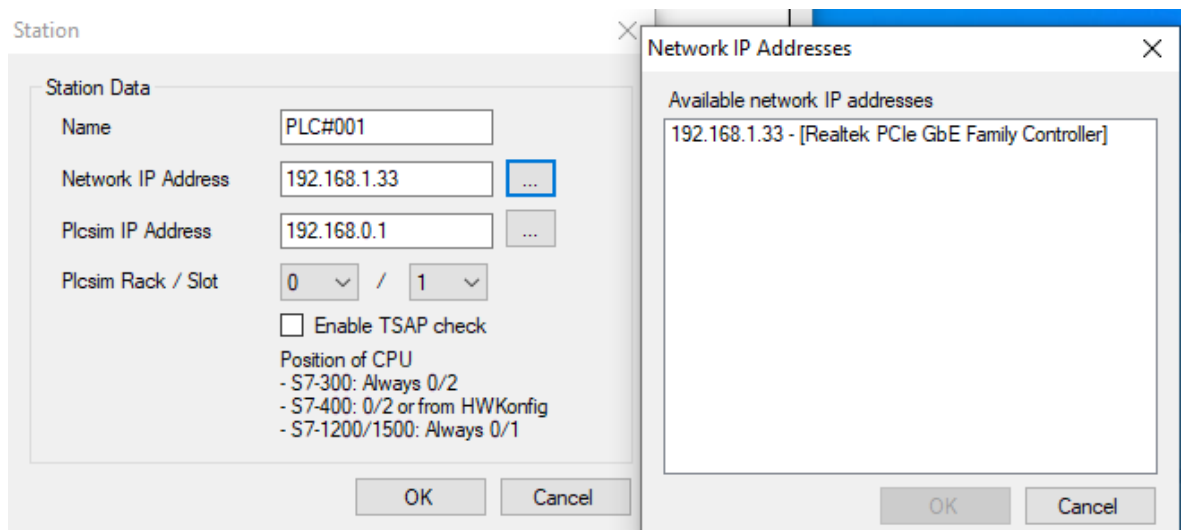 Station
Station Data
Name
PLC#001
Network IP Address
192.168.1.33
...
Plcsim IP Address
192.168.0.1
...
Plcsim Rack / Slot
0 / 1
Enable TSAP check
Position of CPU
- S7-300: Always 0/2
- S7-400: 0/2 or from HWKonfig
- S7-1200/1500: Always 0/1
OK
Cancel
Network IP Addresses
Available network IP addresses
192.168.1.33 - [Realtek PCIe GbE Family Controller]
OK
Cancel